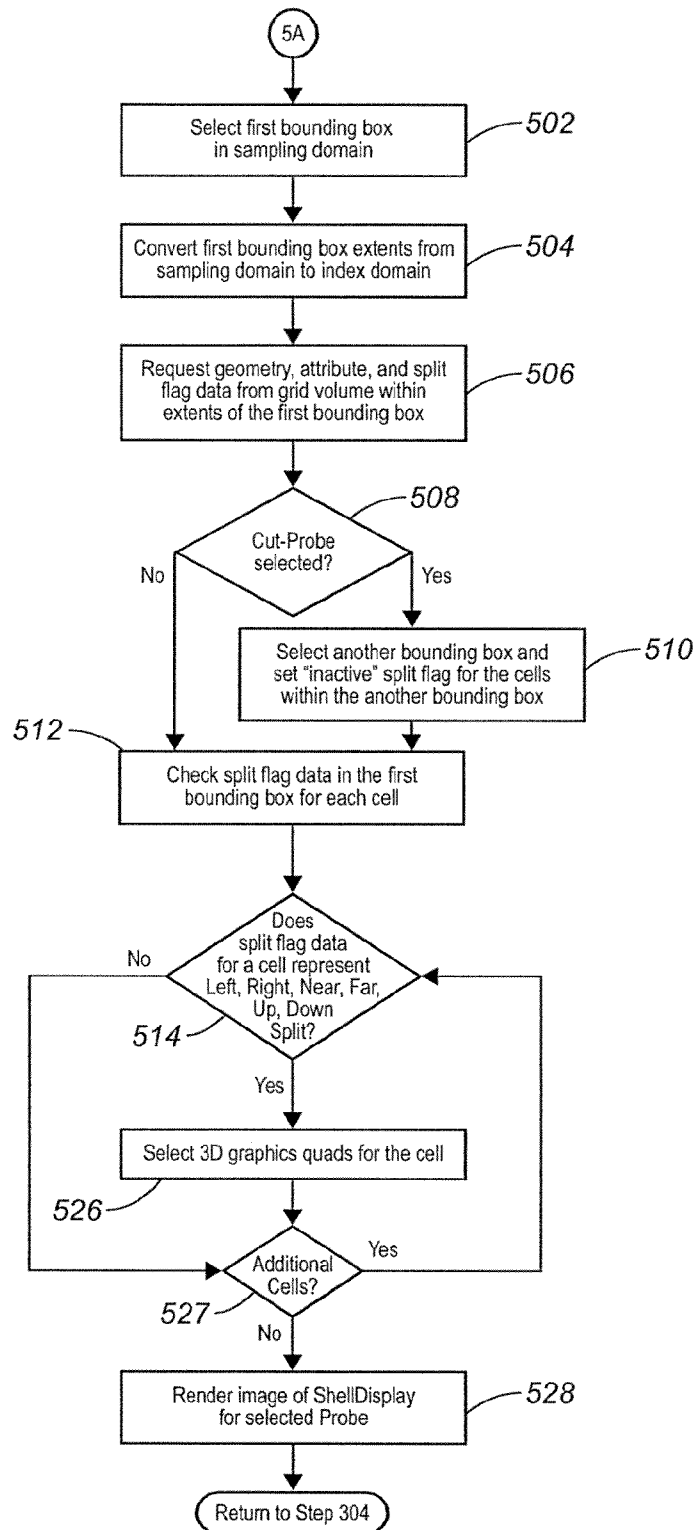 5A
Select first bounding box
in sampling domain
502
Convert first bounding box extents from
sampling domain to index domain
504
Request geometry, attribute, and split
flag data from grid volume within
extents of the first bounding box
506
508
Cut-Probe
selected?
No
Yes
Select another bounding box and
set "inactive" split flag for the cells
within the another bounding box
510
512
Check split flag data in the first
bounding box for each cell
Does
split flag data
for a cell represent
Left, Right, Near, Far,
Up, Down
Split?
No
514
Yes
Select 3D graphics quads for the cell
526
Additional
Cells?
Yes
527
No
Render image of ShellDisplay
for selected Probe
528
Return to Step 304